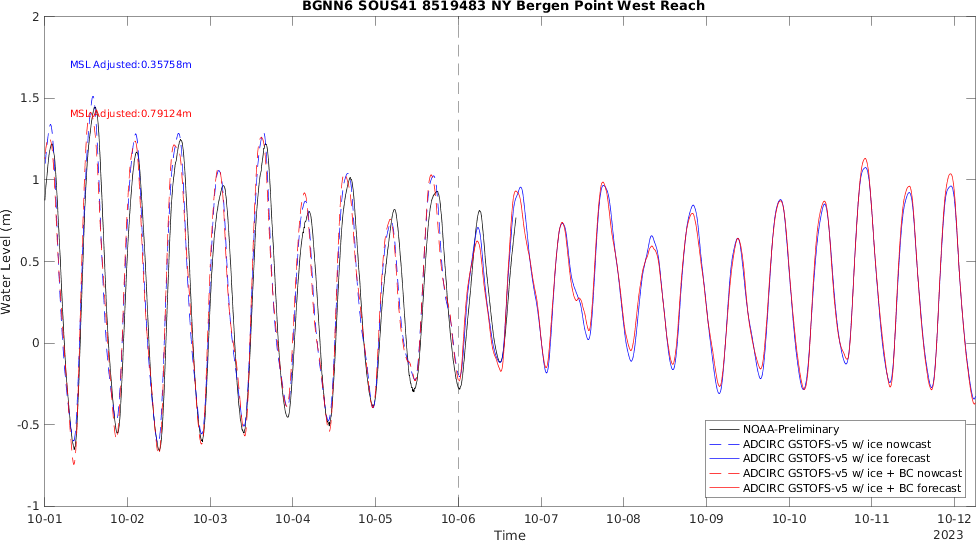 BGNN6 SOUS41 8519483 NY Bergen Point West Reach
2
MSL Adjusted:0.35758m
1.5
MSL Adjusted:0.79124m
1
0.5
0
-0.5
-1
Water Level (m)
NOAA-Preliminary
ADCIRC GSTOFS-v5 w/ ice nowcast
ADCIRC GSTOFS-v5 w/ ice forecast
ADCIRC GSTOFS-v5 w/ ice + BC nowcast
ADCIRC GSTOFS-v5 w/ ice + BC forecast
10-01 10-02 10-03 10-04 10-05 10-06 10-07 10-08 10-09 10-10 10-11 10-12
2023
Time